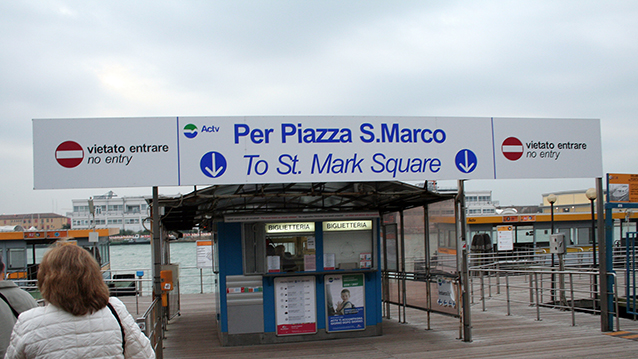 vietato entrare
no entry
Actv
Per Piazza S.Marco
To St. Mark Square
vietato entrare
no entry
BIGLIETTERIA
BIGLIETTERIA